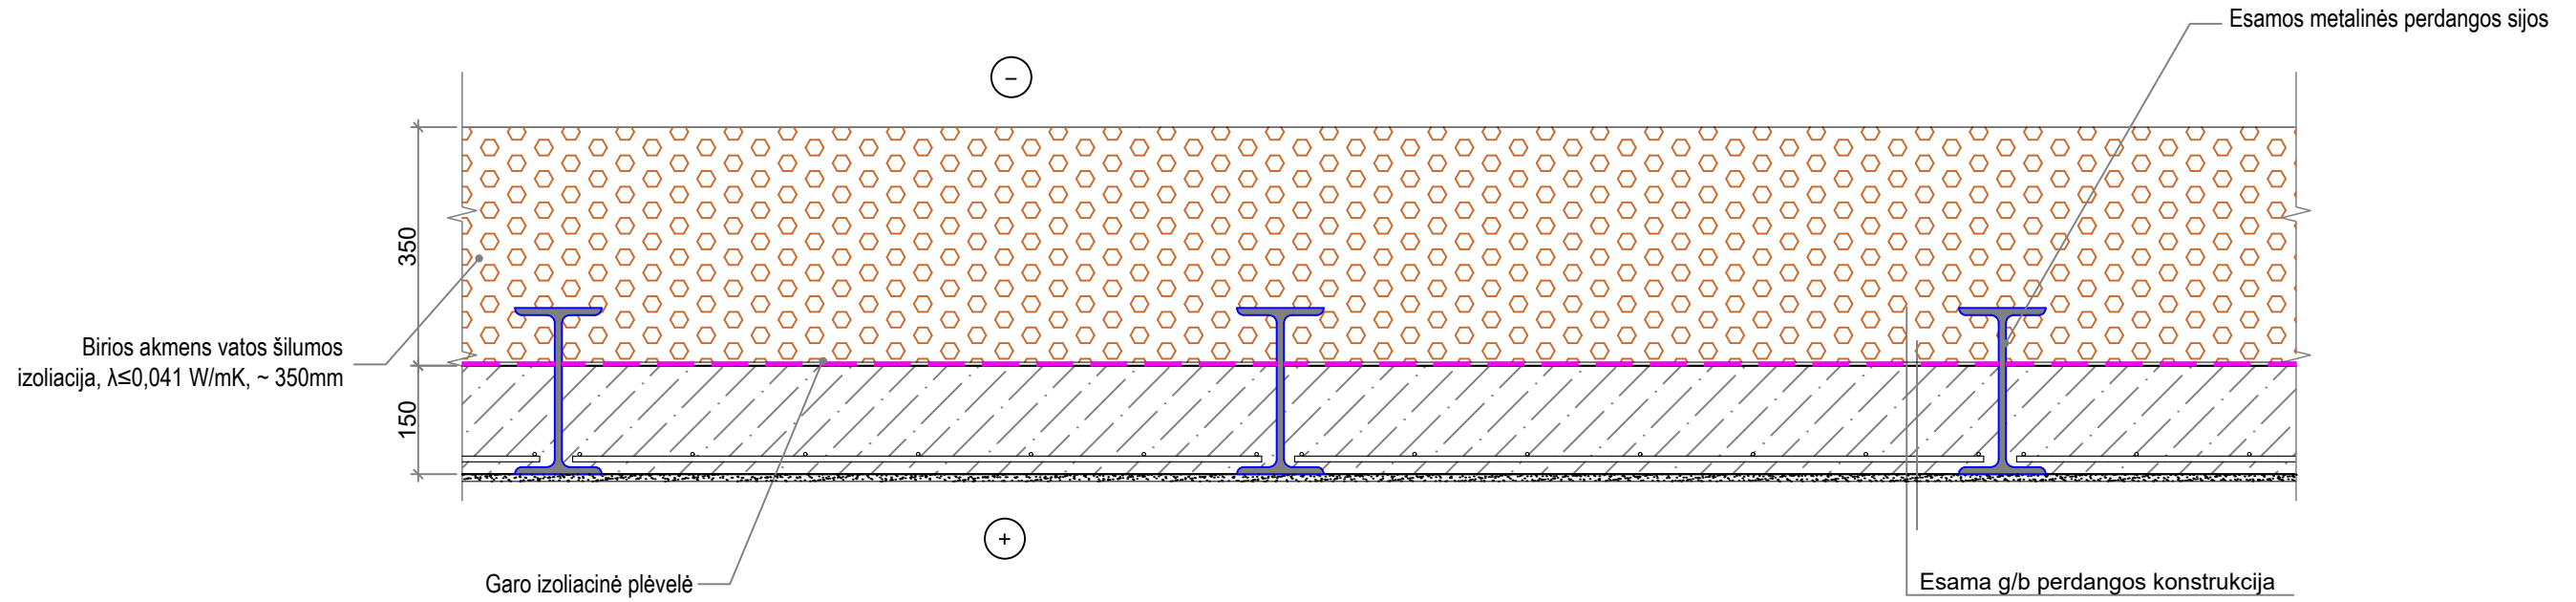 Esamos metalinės perdangos sijos
–
350
Birios akmens vatos šilumos
izoliacija, λ≤0,041 W/mK, ~ 350mm
150
+
Garo izoliacinė plėvelė
Esama g/b perdangos konstrukcija